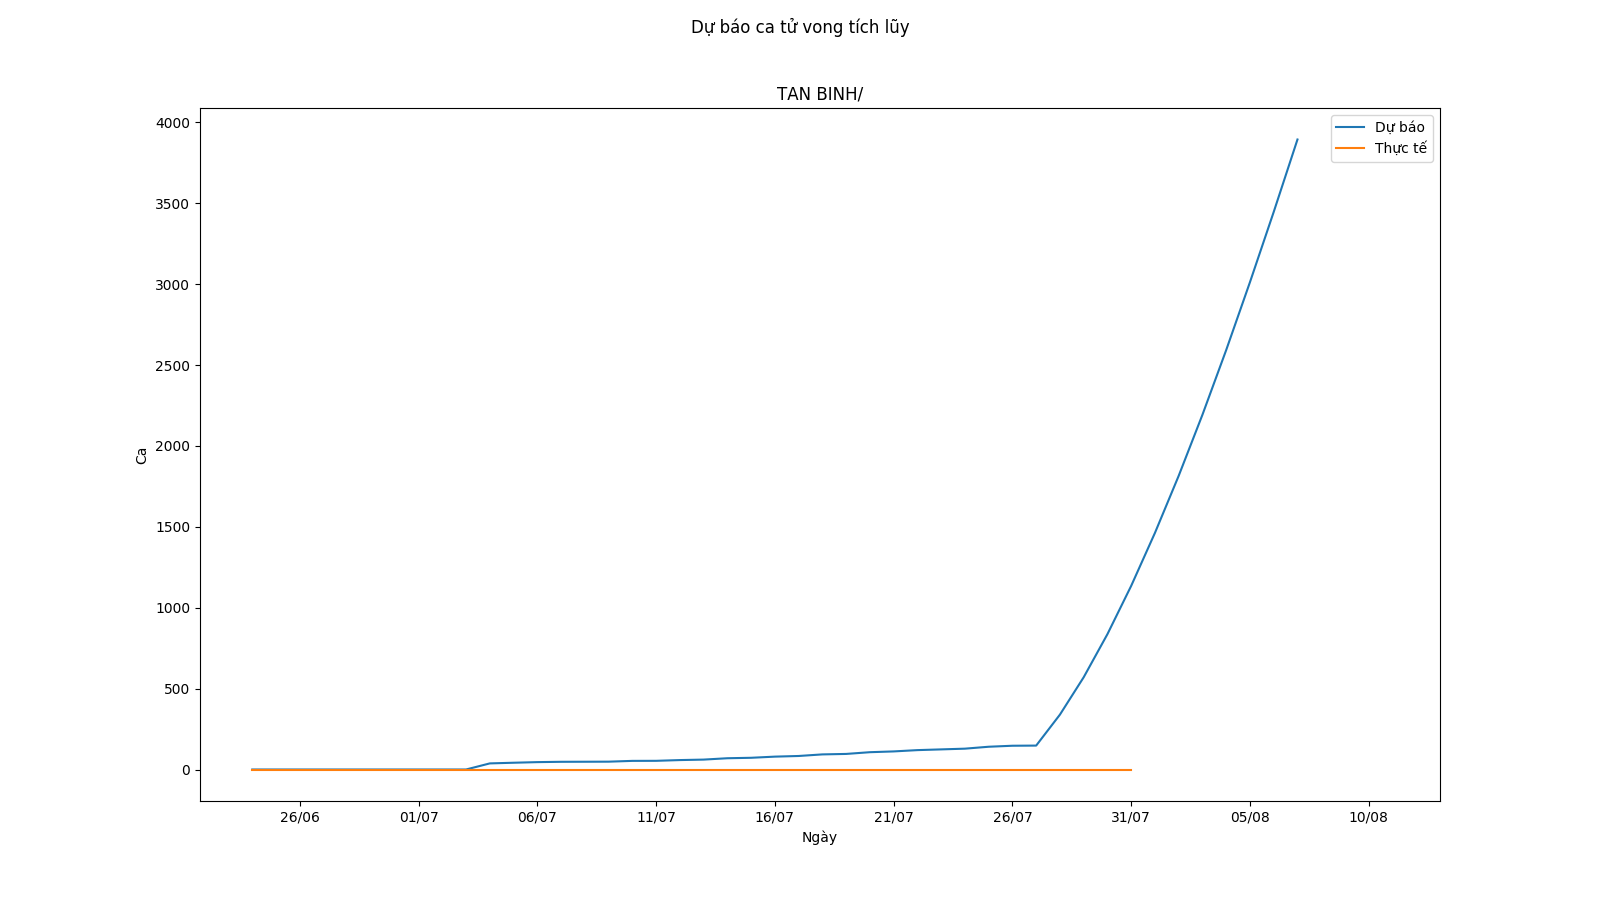 Dự báo ca tử vong tích lũy
TAN BINH/
Dự báo
Thực tế
4000
3500
3000
2500
2000
1500
1000
500
0
Ca
26/06 01/07 06/07 11/07 16/07 21/07 26/07 31/07 05/08 10/08
Ngày